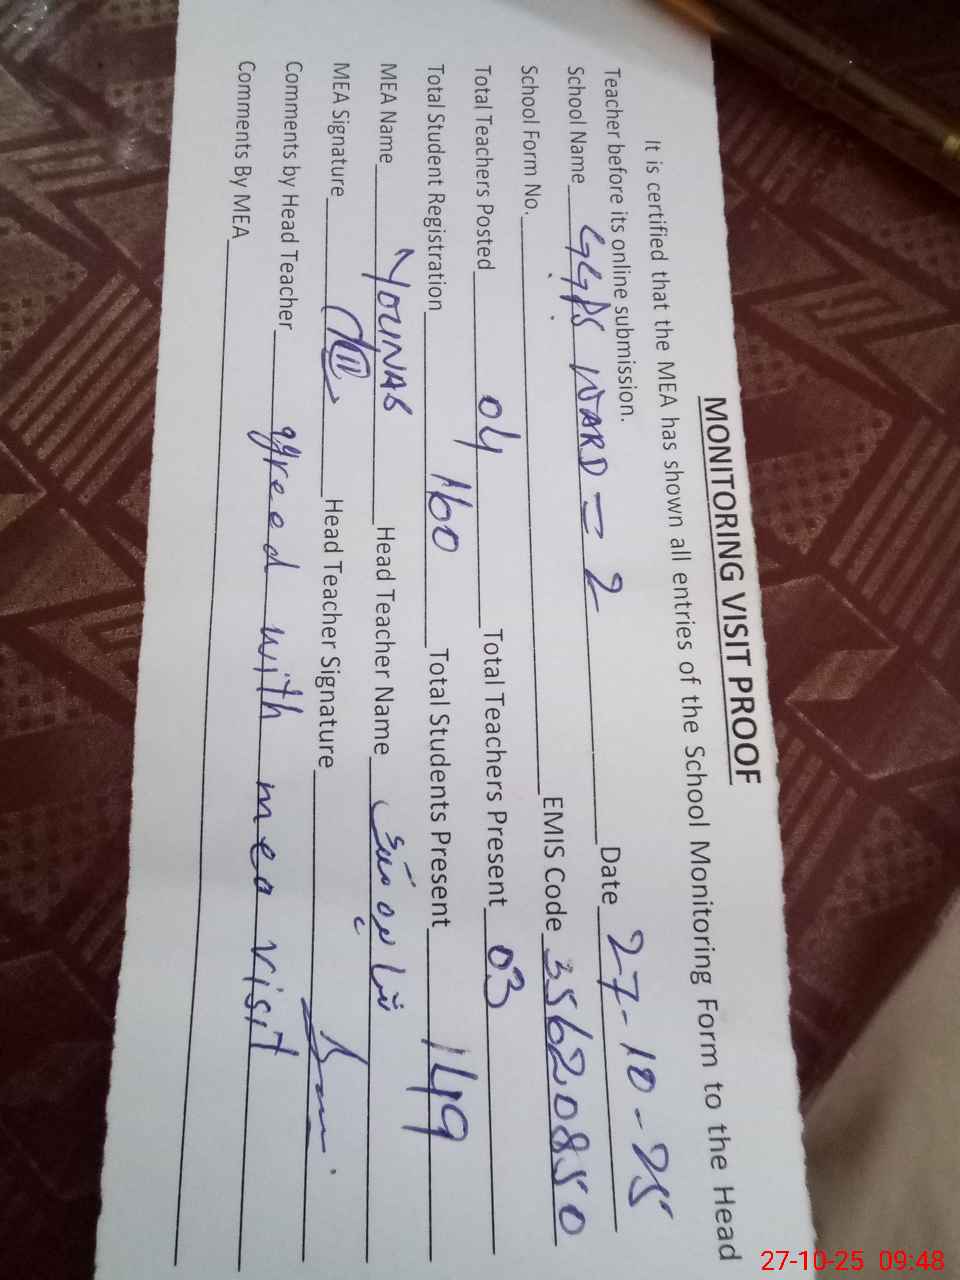 MONITORING VISIT PROOF
It is certified that the MEA has shown all entries of the School Monitoring Form to the Head
Teacher before its online submission.
School Name GGPS WARD = 2 Date 27-10-25
School Form No. EMIS Code 35620850
Total Teachers Posted 04 Total Teachers Present 03
Total Student Registration 160 Total Students Present 149
MEA Name YOUNAS Head Teacher Name
MEA Signature Head Teacher Signature
Comments by Head Teacher agreed with mea visit
Comments By MEA
27-10-25 09:48